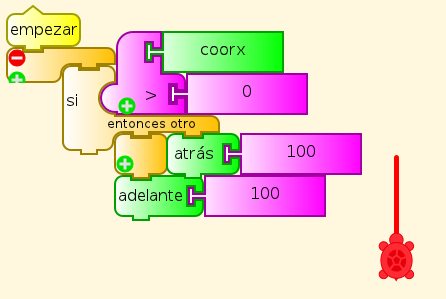 empezar
coorx
si
>
0
entonces otro
atrás
100
adelante
100